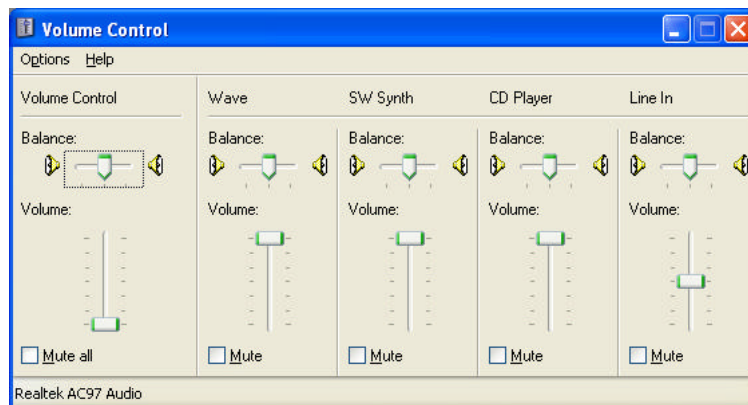 Volume Control
Options Help
Volume Control Wave SW Synth CD Player Line In
Balance: Balance: Balance: Balance: Balance:
Volume: Volume: Volume: Volume: Volume:
Mute all Mute Mute Mute Mute
Realtek AC97 Audio